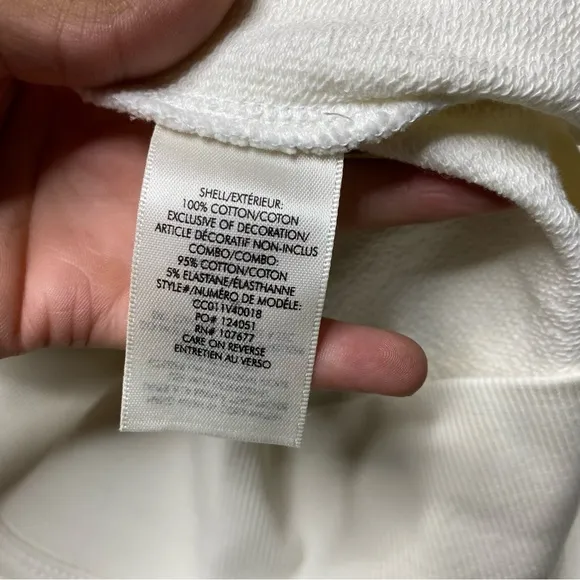 SHELL/EXTÉRIEUR:
100% COTTON/COTON
EXCLUSIVE OF DECORATION/
ARTICLE DÉCORATIF NON-INCLUS
COMBO/COMBO:
95% COTTON/COTON
5% ELASTANE/ÉLASTHANNE
STYLE#/NUMÉRO DE MODÈLE:
CC011V40018
PO# 124051
RN# 107677
CARE ON REVERSE
ENTRETIEN AU VERSO